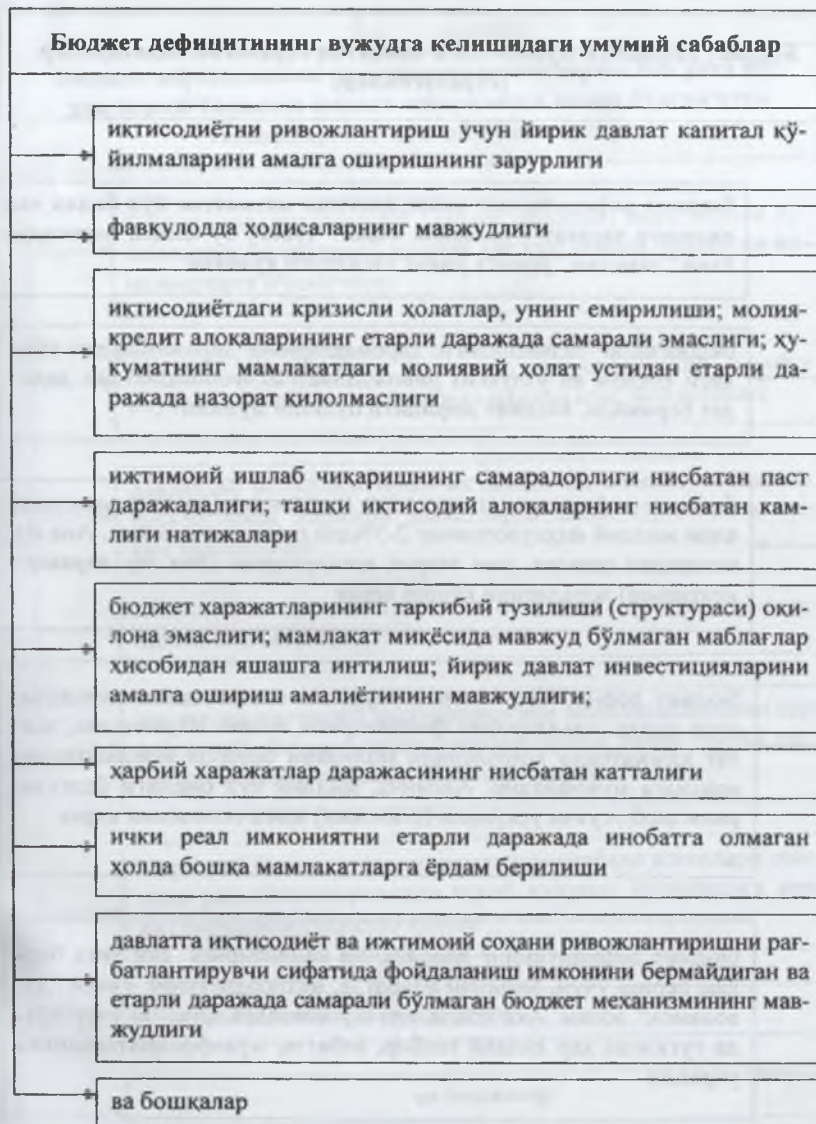 Бюджет дефицитининг вужудга келишидаги умумий сабаблар
иқтисодиётни ривожлантириш учун йирик давлат капитал қў-
йилмаларини амалга оширишнинг зарурлиги
фавқулодда ҳодисаларнинг мавжудлиги
иқтисодиётдаги кризисли ҳолатлар, унинг емирилиши; молия-
кредит алоқаларининг етарли даражада самарали эмаслиги; ҳу-
куматнинг мамлакатдаги молиявий ҳолат устидан етарли да-
ражада назорат қилолмаслиги
ижтимоий ишлаб чиқаришнинг самарадорлиги нисбатан паст
даражадалиги; ташқи иқтисодий алоқаларнинг нисбатан кам-
лиги натижалари
бюджет харажатларининг таркибий тузилиши (структураси) оқи-
лона эмаслиги; мамлакат миқёсида мавжуд бўлмаган маблағлар
ҳисобидан яшашга интилиш; йирик давлат инвестицияларини
амалга ошириш амалиётининг мавжудлиги;
ҳарбий харажатлар даражасининг нисбатан катталиги
ички реал имкониятни етарли даражада инобатга олмаган
ҳолда бошқа мамлакатларга ёрдам берилиши
давлатга иқтисодиёт ва ижтимоий соҳани ривожлантиришни рағ-
батлантирувчи сифатида фойдаланиш имконини бермайдиган ва
етарли даражада самарали бўлмаган бюджет механизмининг мав-
жудлиги
ва бошқалар